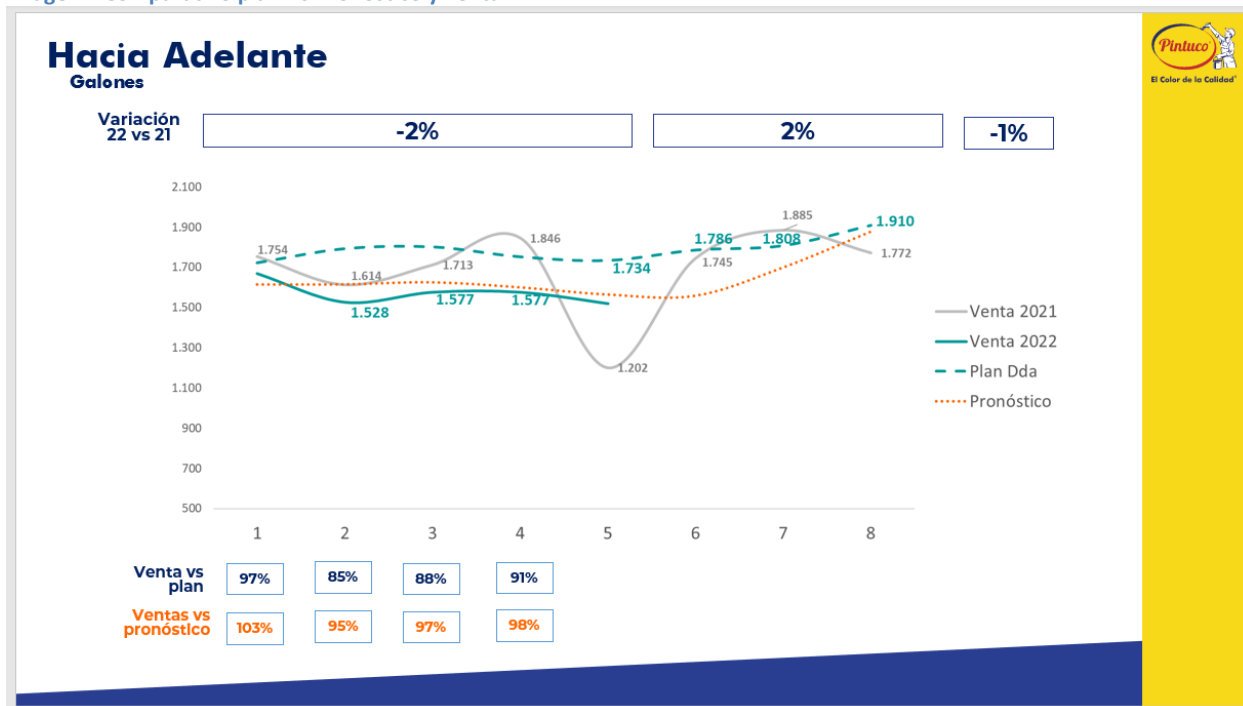 Hacia Adelante
Galones
Pintuco
El Color de la Calidad
Variación
22 vs 21
-2%
2%
-1%
2.100
1.900
1.700
1.500
1.300
1.100
900
700
500
1.754
1.614
1.713
1.846
1.202
1.745
1.885
1.772
1.528
1.577
1.577
1.734
1.786
1.808
1.910
Venta 2021
Venta 2022
Plan Dda
Pronóstico
1 2 3 4 5 6 7 8
Venta vs
plan
97% 85% 88% 91%
Ventas vs
pronóstico
103% 95% 97% 98%